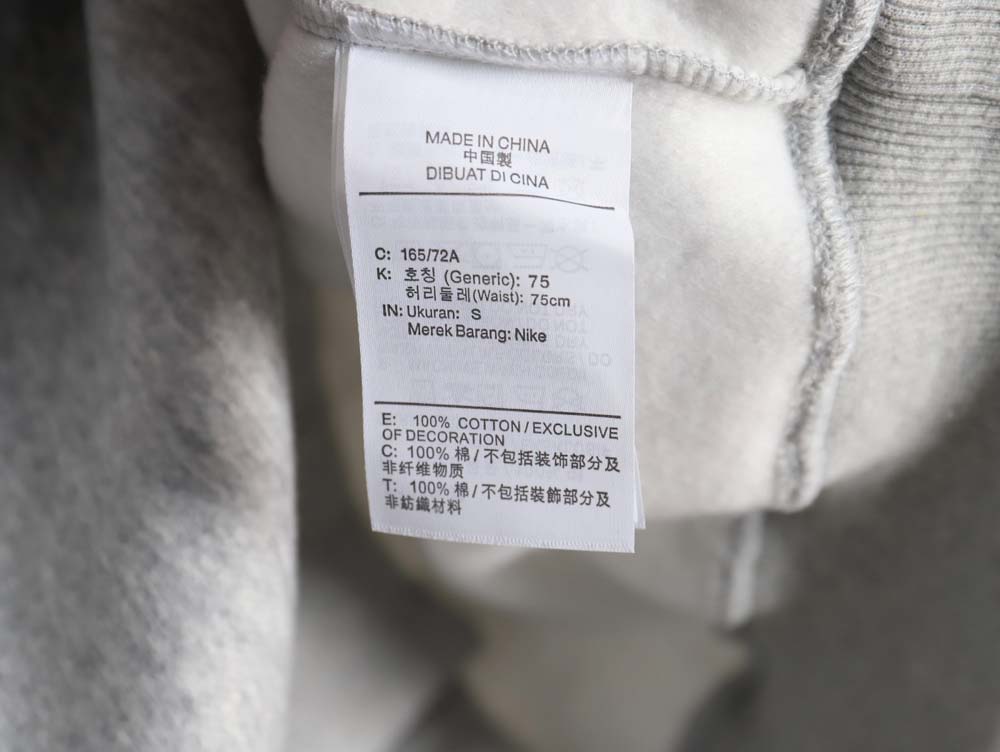 MADE IN CHINA
中国製
DIBUAT DI CINA
C: 165/72A
K: 호칭 (Generic): 75
허리둘레(Waist): 75cm
IN: Ukuran: S
Merek Barang: Nike
E: 100% COTTON / EXCLUSIVE
OF DECORATION
C: 100% 棉 / 不包括装饰部分及
非纤维物质
T: 100% 棉 / 不包括裝飾部分及
非紡織材料